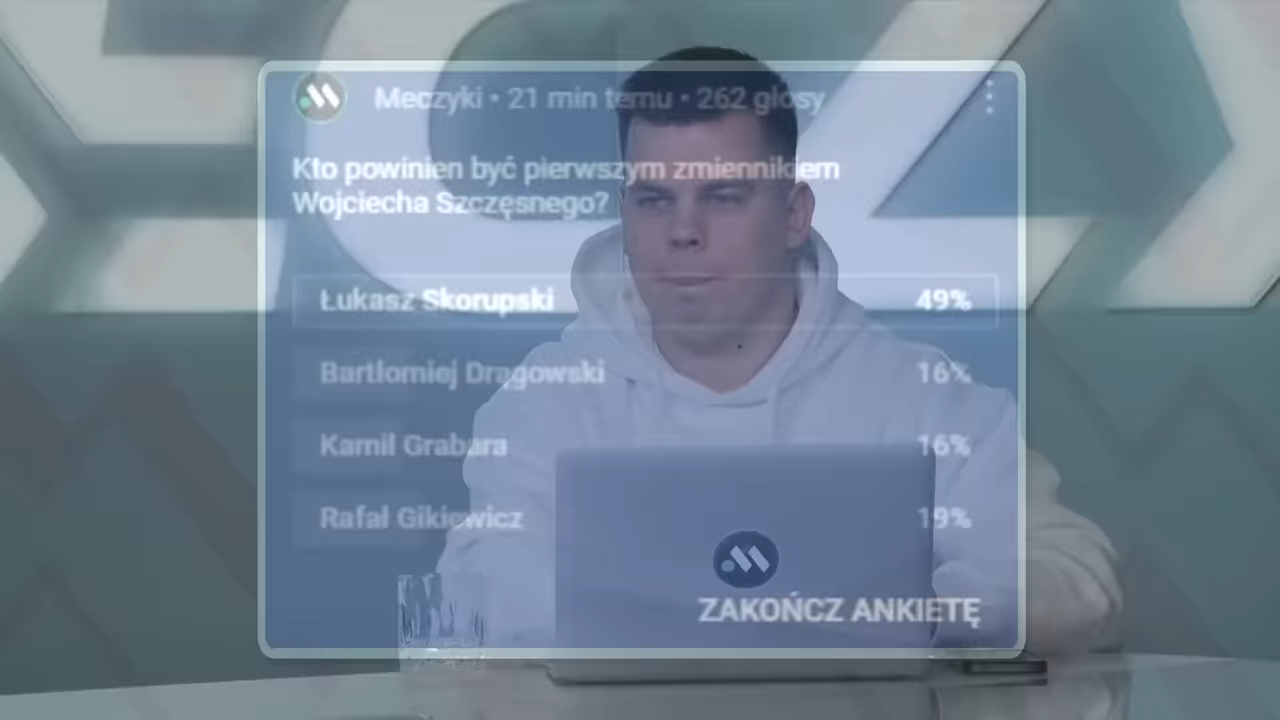 Meczyki • 21 min temu • 262 głosy
Kto powinien być pierwszym zmiennikiem
Wojciecha Szczęsnego?
Łukasz Skorupski 49%
Bartłomiej Drągowski 16%
Kamil Grabara 16%
Rafał Gikiewicz 19%
ZAKOŃCZ ANKIETĘ